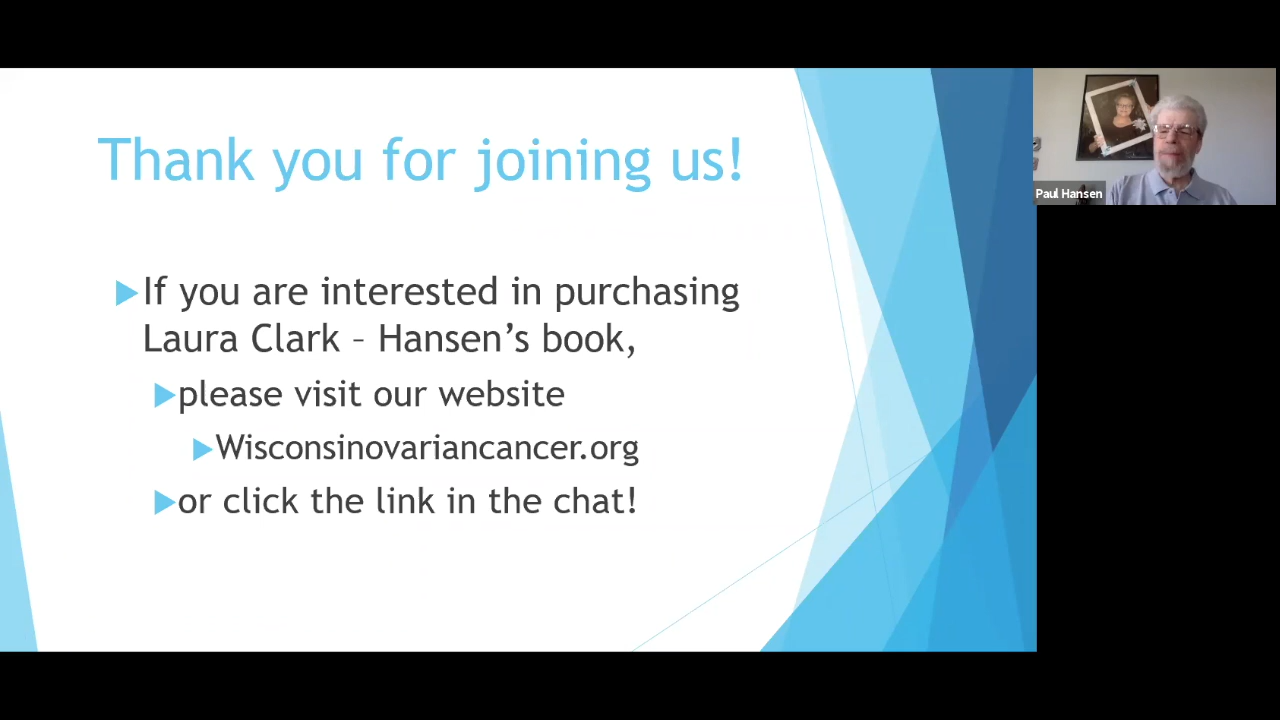 Thank you for joining us!
If you are interested in purchasing
Laura Clark – Hansen’s book,
please visit our website
Wisconsinovariancancer.org
or click the link in the chat!
Paul Hansen